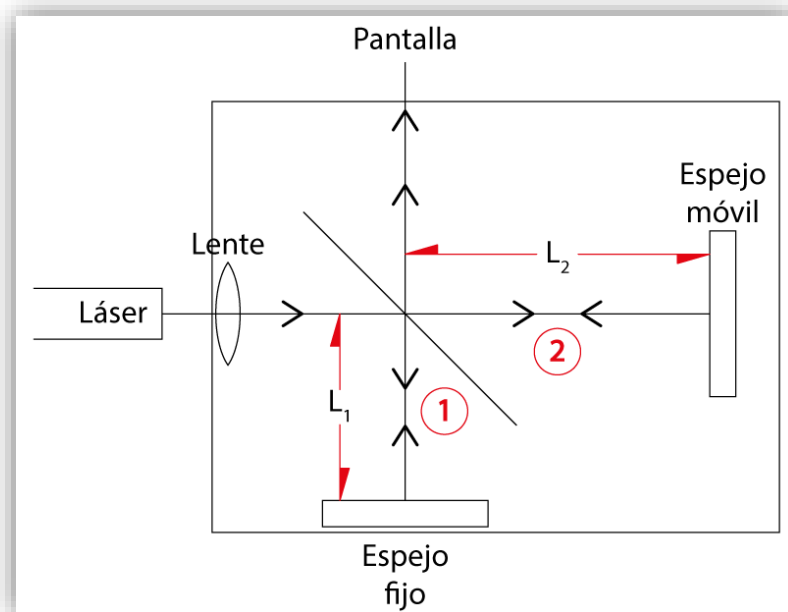 Pantalla
Espejo
móvil
Lente
L₂
Láser
2
L₁
1
Espejo
fijo